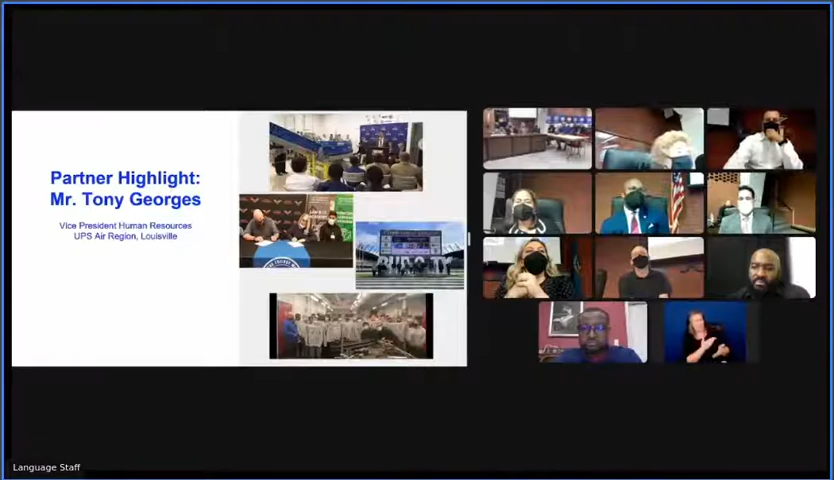 Partner Highlight:
Mr. Tony Georges
Vice President Human Resources
UPS Air Region, Louisville
Language Staff